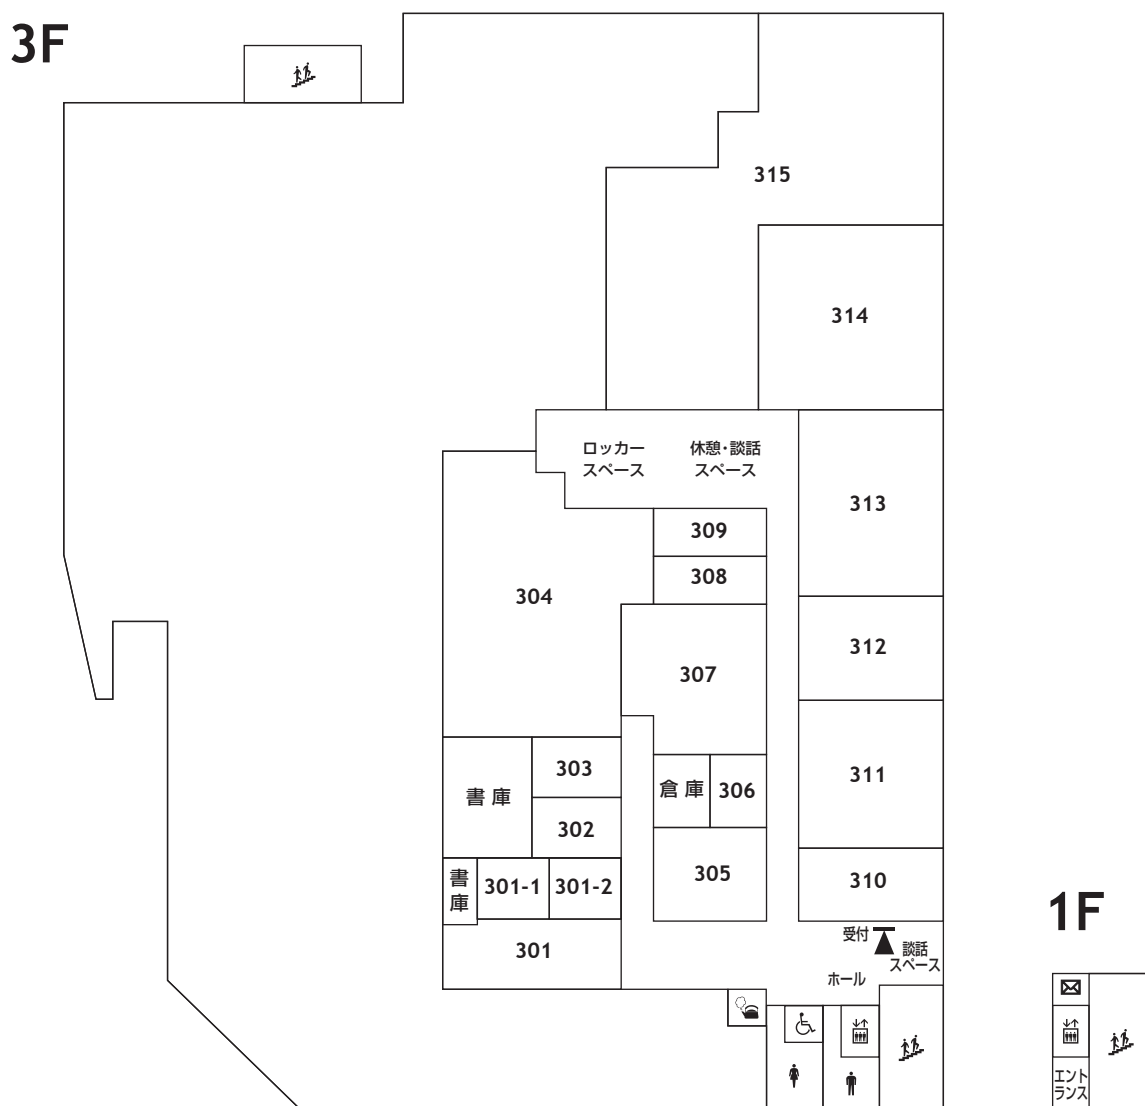 3F
315
314
ロッカー
スペース
休憩・談話
スペース
313
309
308
304
312
307
303
書庫
倉庫
306
311
302
書
庫
301-1
301-2
305
310
301
受付
談話
スペース
ホール
1F
エント
ランス